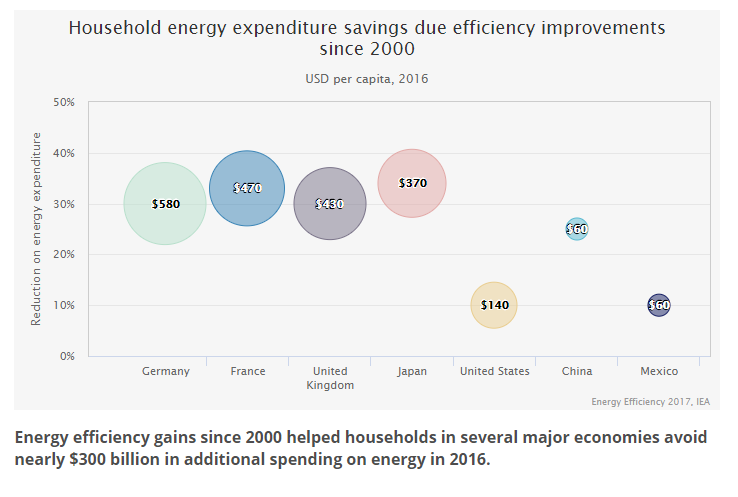 Household energy expenditure savings due efficiency improvements
since 2000
USD per capita, 2016
Reduction on energy expenditure
50%
40%
30%
20%
10%
0%
$580
$470
$430
$370
$140
$60
$60
Germany
France
United
Kingdom
Japan
United States
China
Mexico
Energy Efficiency 2017, IEA
Energy efficiency gains since 2000 helped households in several major economies avoid
nearly $300 billion in additional spending on energy in 2016.